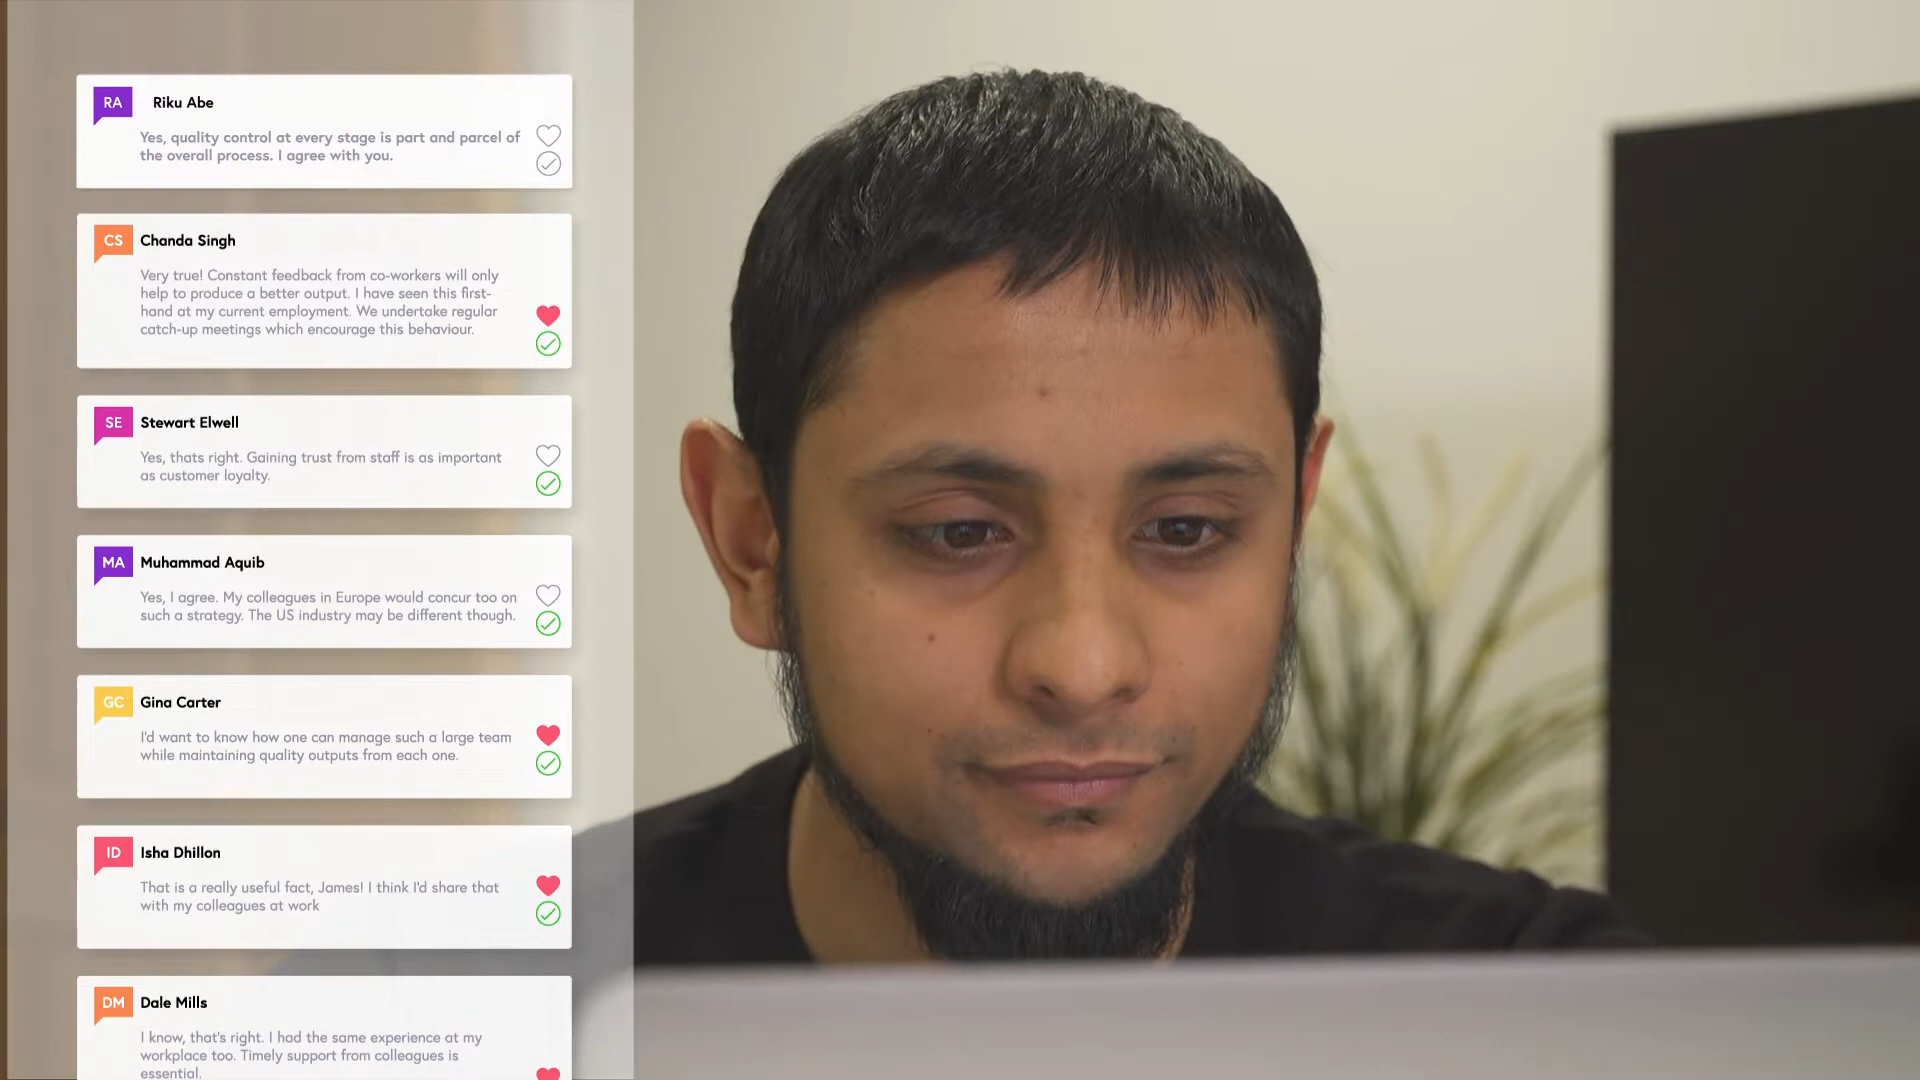 RA Riku Abe
Yes, quality control at every stage is part and parcel of
the overall process. I agree with you.
CS Chanda Singh
Very true! Constant feedback from co-workers will only
help to produce a better output. I have seen this first-
hand at my current employment. We undertake regular
catch-up meetings which encourage this behaviour.
SE Stewart Elwell
Yes, thats right. Gaining trust from staff is as important
as customer loyalty.
MA Muhammad Aquib
Yes, I agree. My colleagues in Europe would concur too on
such a strategy. The US industry may be different though.
GC Gina Carter
I'd want to know how one can manage such a large team
while maintaining quality outputs from each one.
ID Isha Dhillon
That is a really useful fact, James! I think I'd share that
with my colleagues at work
DM Dale Mills
I know, that's right. I had the same experience at my
workplace too. Timely support from colleagues is
essential.